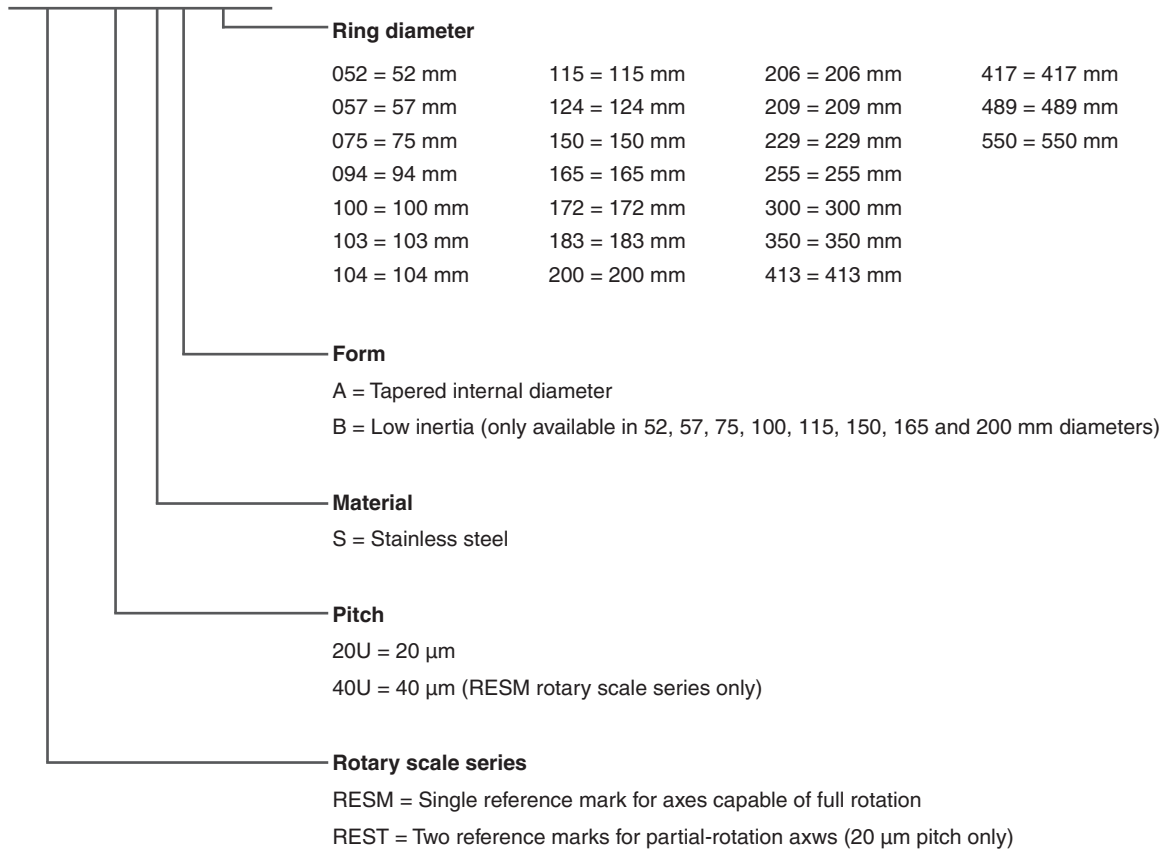 Ring diameter
052 = 52 mm 115 = 115 mm 206 = 206 mm 417 = 417 mm
057 = 57 mm 124 = 124 mm 209 = 209 mm 489 = 489 mm
075 = 75 mm 150 = 150 mm 229 = 229 mm 550 = 550 mm
094 = 94 mm 165 = 165 mm 255 = 255 mm
100 = 100 mm 172 = 172 mm 300 = 300 mm
103 = 103 mm 183 = 183 mm 350 = 350 mm
104 = 104 mm 200 = 200 mm 413 = 413 mm
Form
A = Tapered internal diameter
B = Low inertia (only available in 52, 57, 75, 100, 115, 150, 165 and 200 mm diameters)
Material
S = Stainless steel
Pitch
20U = 20 µm
40U = 40 µm (RESM rotary scale series only)
Rotary scale series
RESM = Single reference mark for axes capable of full rotation
REST = Two reference marks for partial-rotation axws (20 µm pitch only)